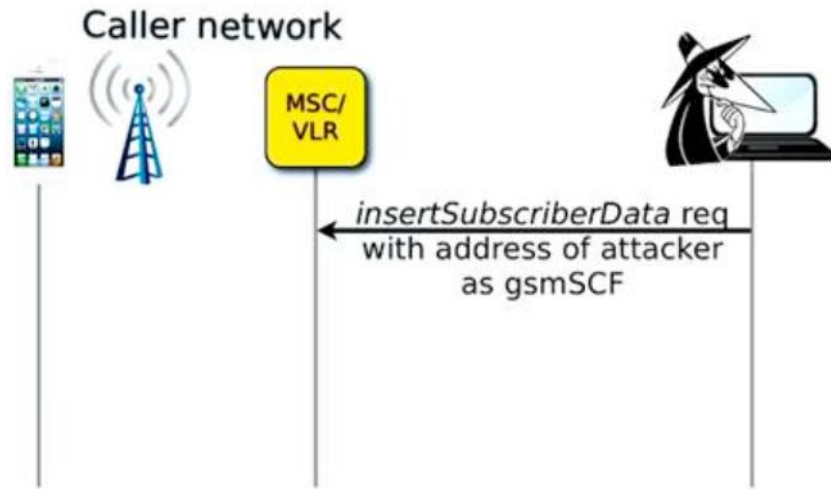 Caller network
MSC/
VLR
insertSubscriberData req
with address of attacker
as gsmSCF